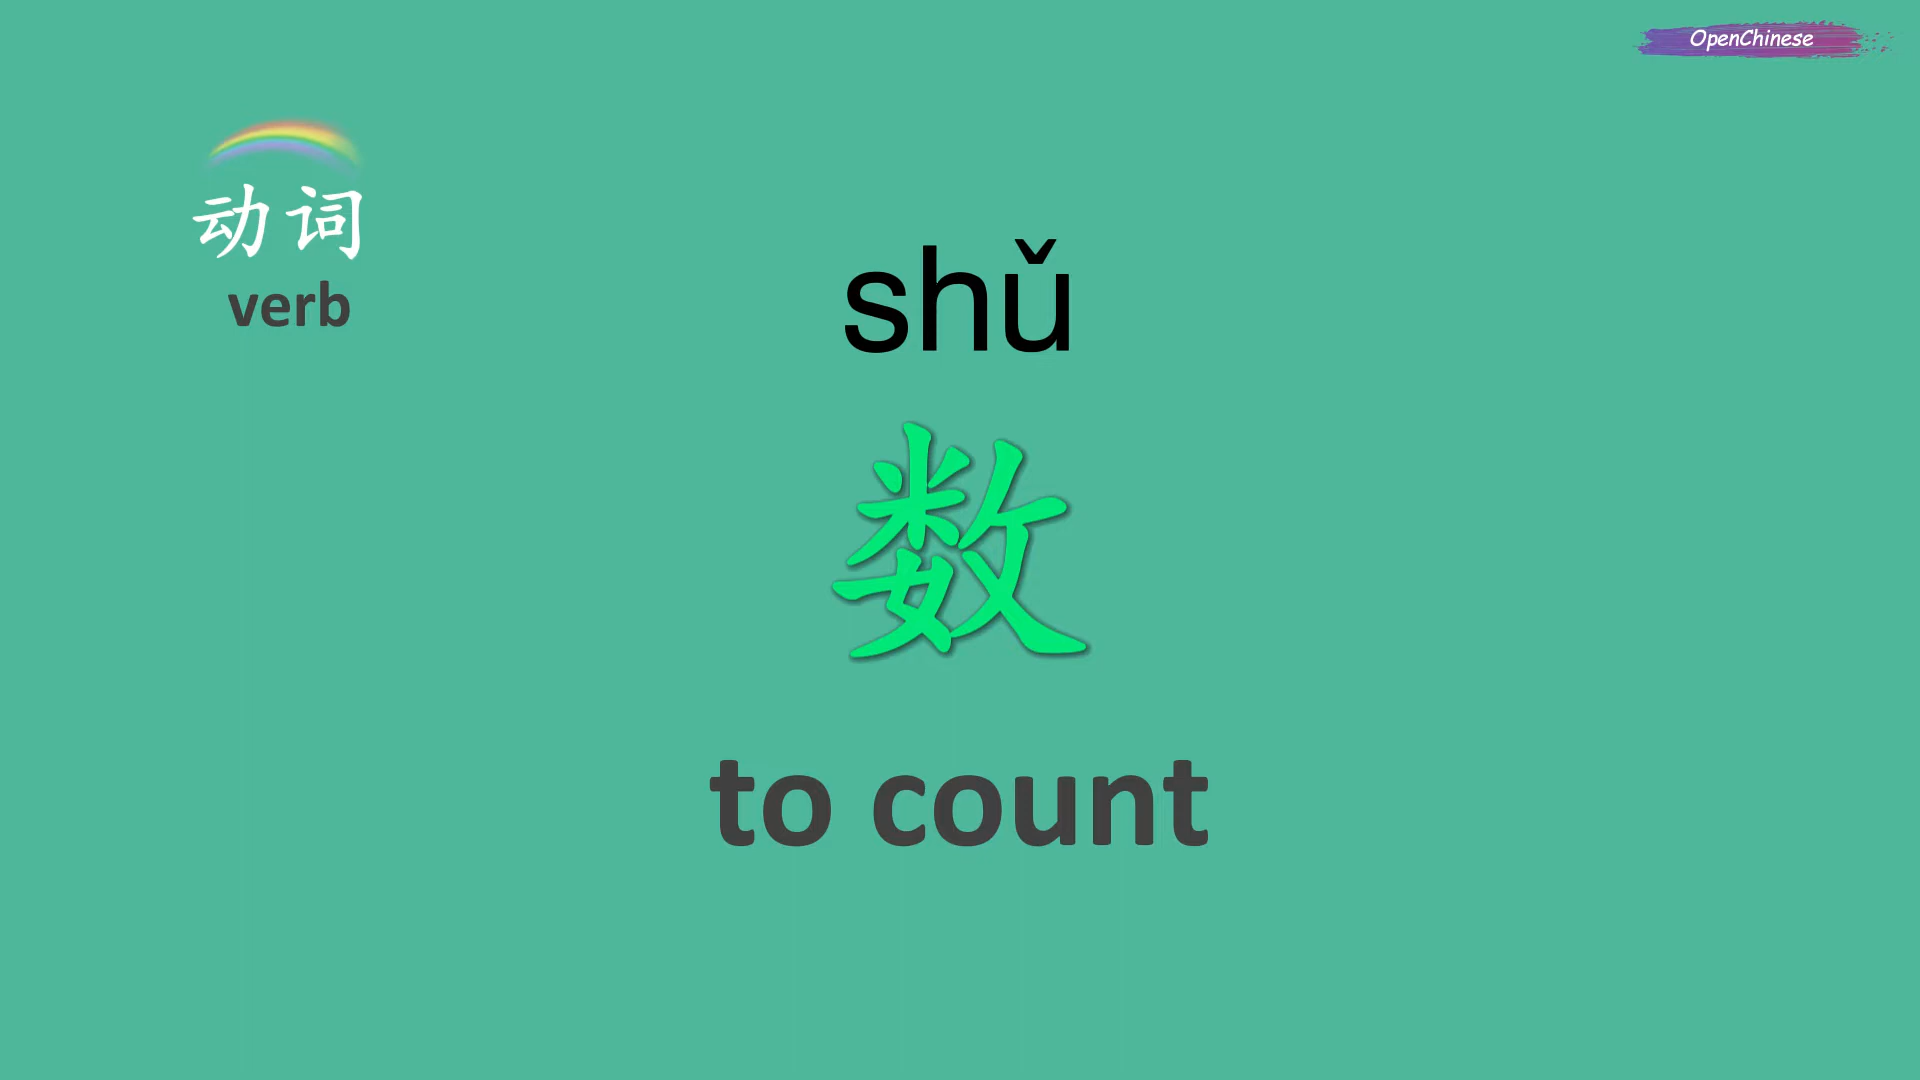 OpenChinese
动词
verb
shǔ
数
to count